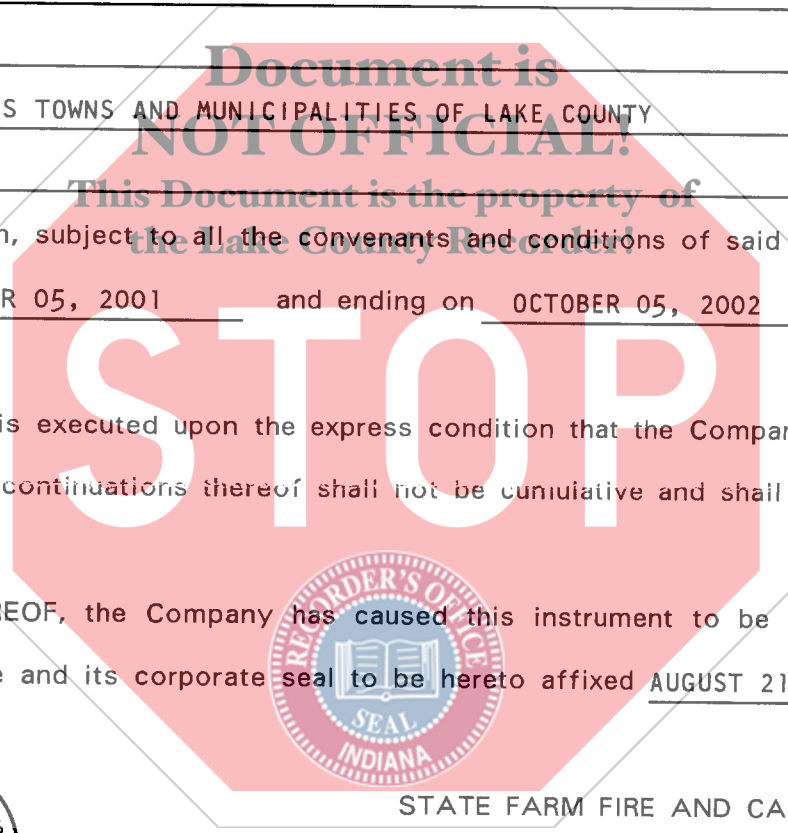 Document is
S TOWNS AND MUNICIPALITIES OF LAKE COUNTY
NOT OFFICIAL!
This Document is the property of
the Lake County Recorder!
n, subject to all the convenants and conditions of said
R 05, 2001 and ending on OCTOBER 05, 2002
STOP
is executed upon the express condition that the Compan
continuations thereof shall not be cumulative and shall
RECORDER'S OFFICE
EOF, the Company has caused this instrument to be
e and its corporate seal to be hereto affixed AUGUST 21
SEAL
INDIANA
STATE FARM FIRE AND CA